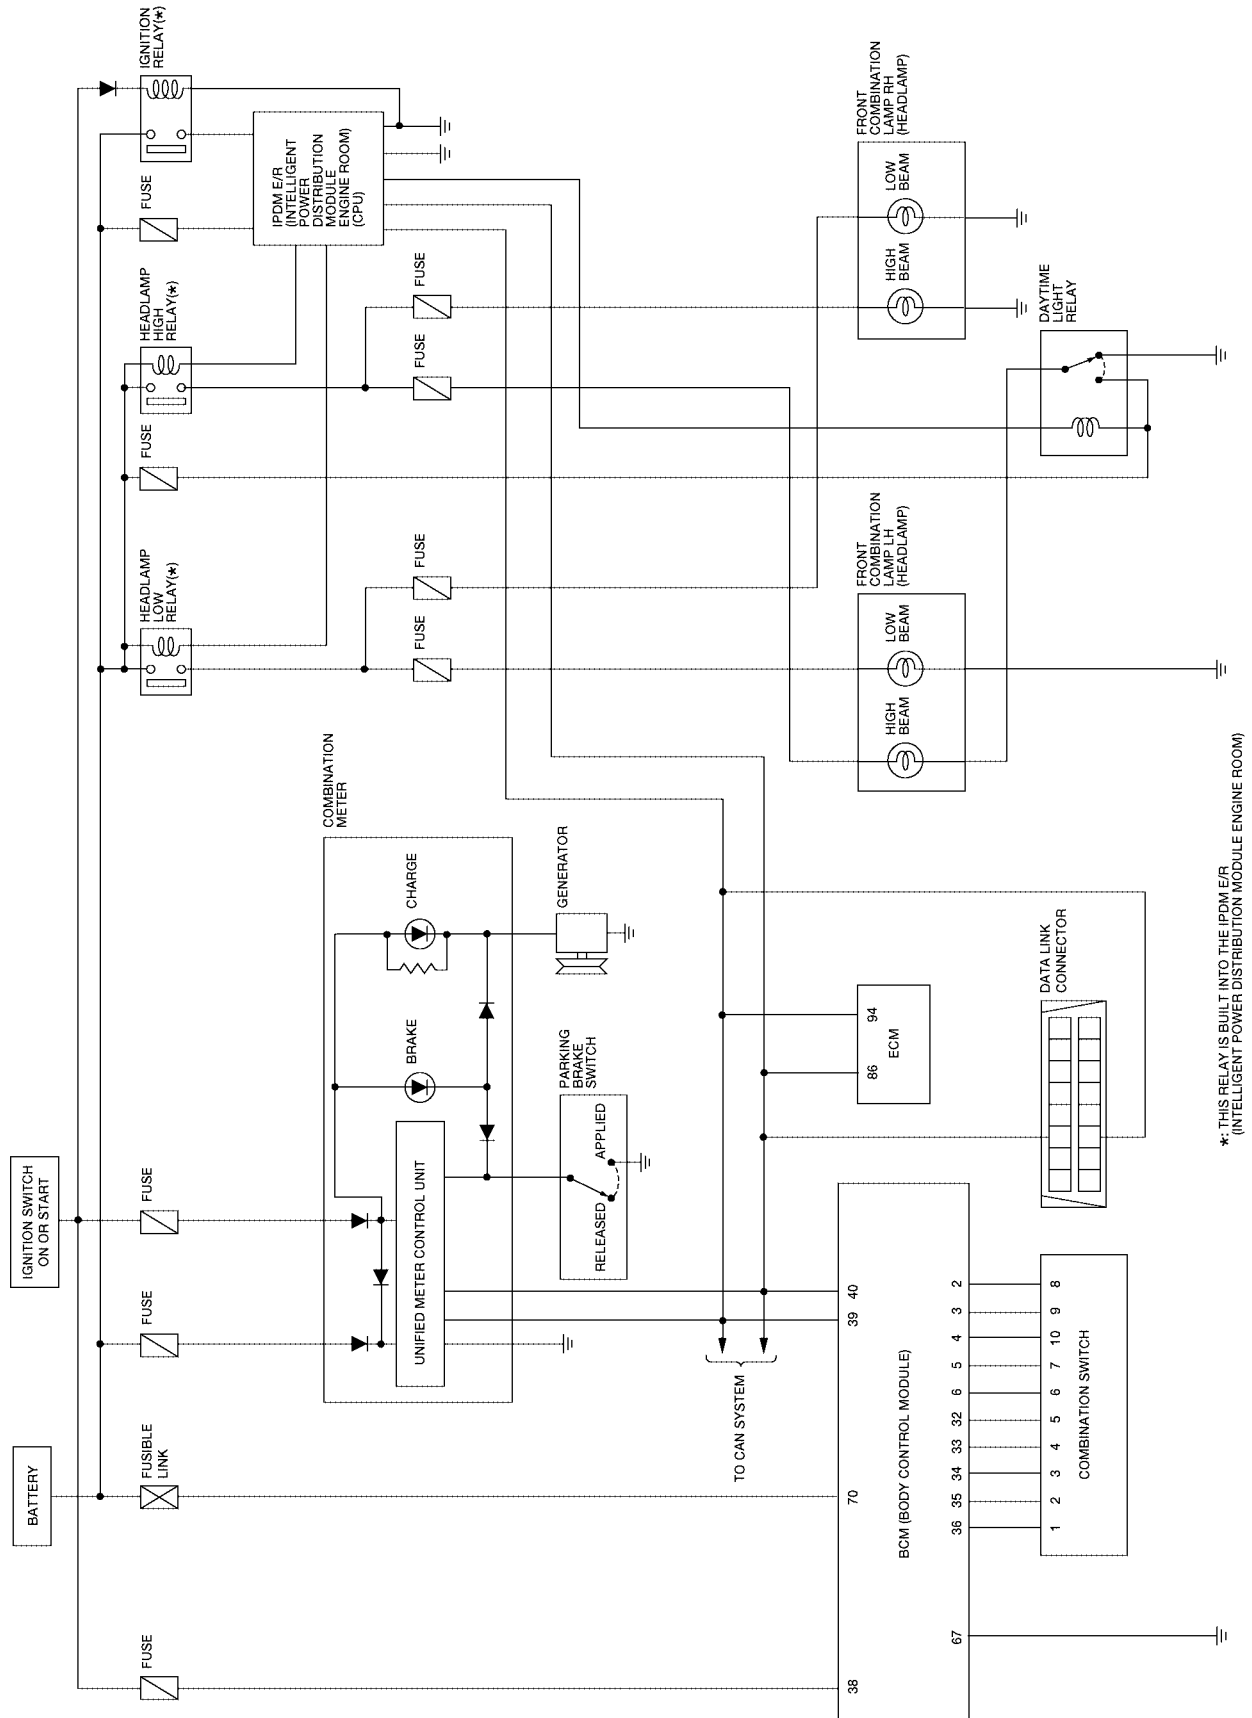 BATTERY
IGNITION SWITCH
ON OR START
FUSE
FUSIBLE
LINK
FUSE
FUSE
HEADLAMP
LOW
RELAY(*)
FUSE
HEADLAMP
HIGH
RELAY(*)
FUSE
IGNITION
RELAY(*)
IPDM E/R
(INTELLIGENT
POWER
DISTRIBUTION
MODULE
ENGINE ROOM)
(CPU)
COMBINATION
METER
UNIFIED METER CONTROL UNIT
BRAKE
CHARGE
FUSE
FUSE
FUSE
FUSE
PARKING
BRAKE
SWITCH
RELEASED
APPLIED
GENERATOR
TO CAN SYSTEM
38
70
39
40
BCM (BODY CONTROL MODULE)
67
36
35
34
33
32
6
5
4
3
2
86
94
ECM
FRONT
COMBINATION
LAMP LH
(HEADLAMP)
HIGH
BEAM
LOW
BEAM
FRONT
COMBINATION
LAMP RH
(HEADLAMP)
HIGH
BEAM
LOW
BEAM
1
2
3
4
5
6
7
10
9
8
COMBINATION SWITCH
DATA LINK
CONNECTOR
DAYTIME
LIGHT
RELAY
*: THIS RELAY IS BUILT INTO THE IPDM E/R
(INTELLIGENT POWER DISTRIBUTION MODULE ENGINE ROOM)